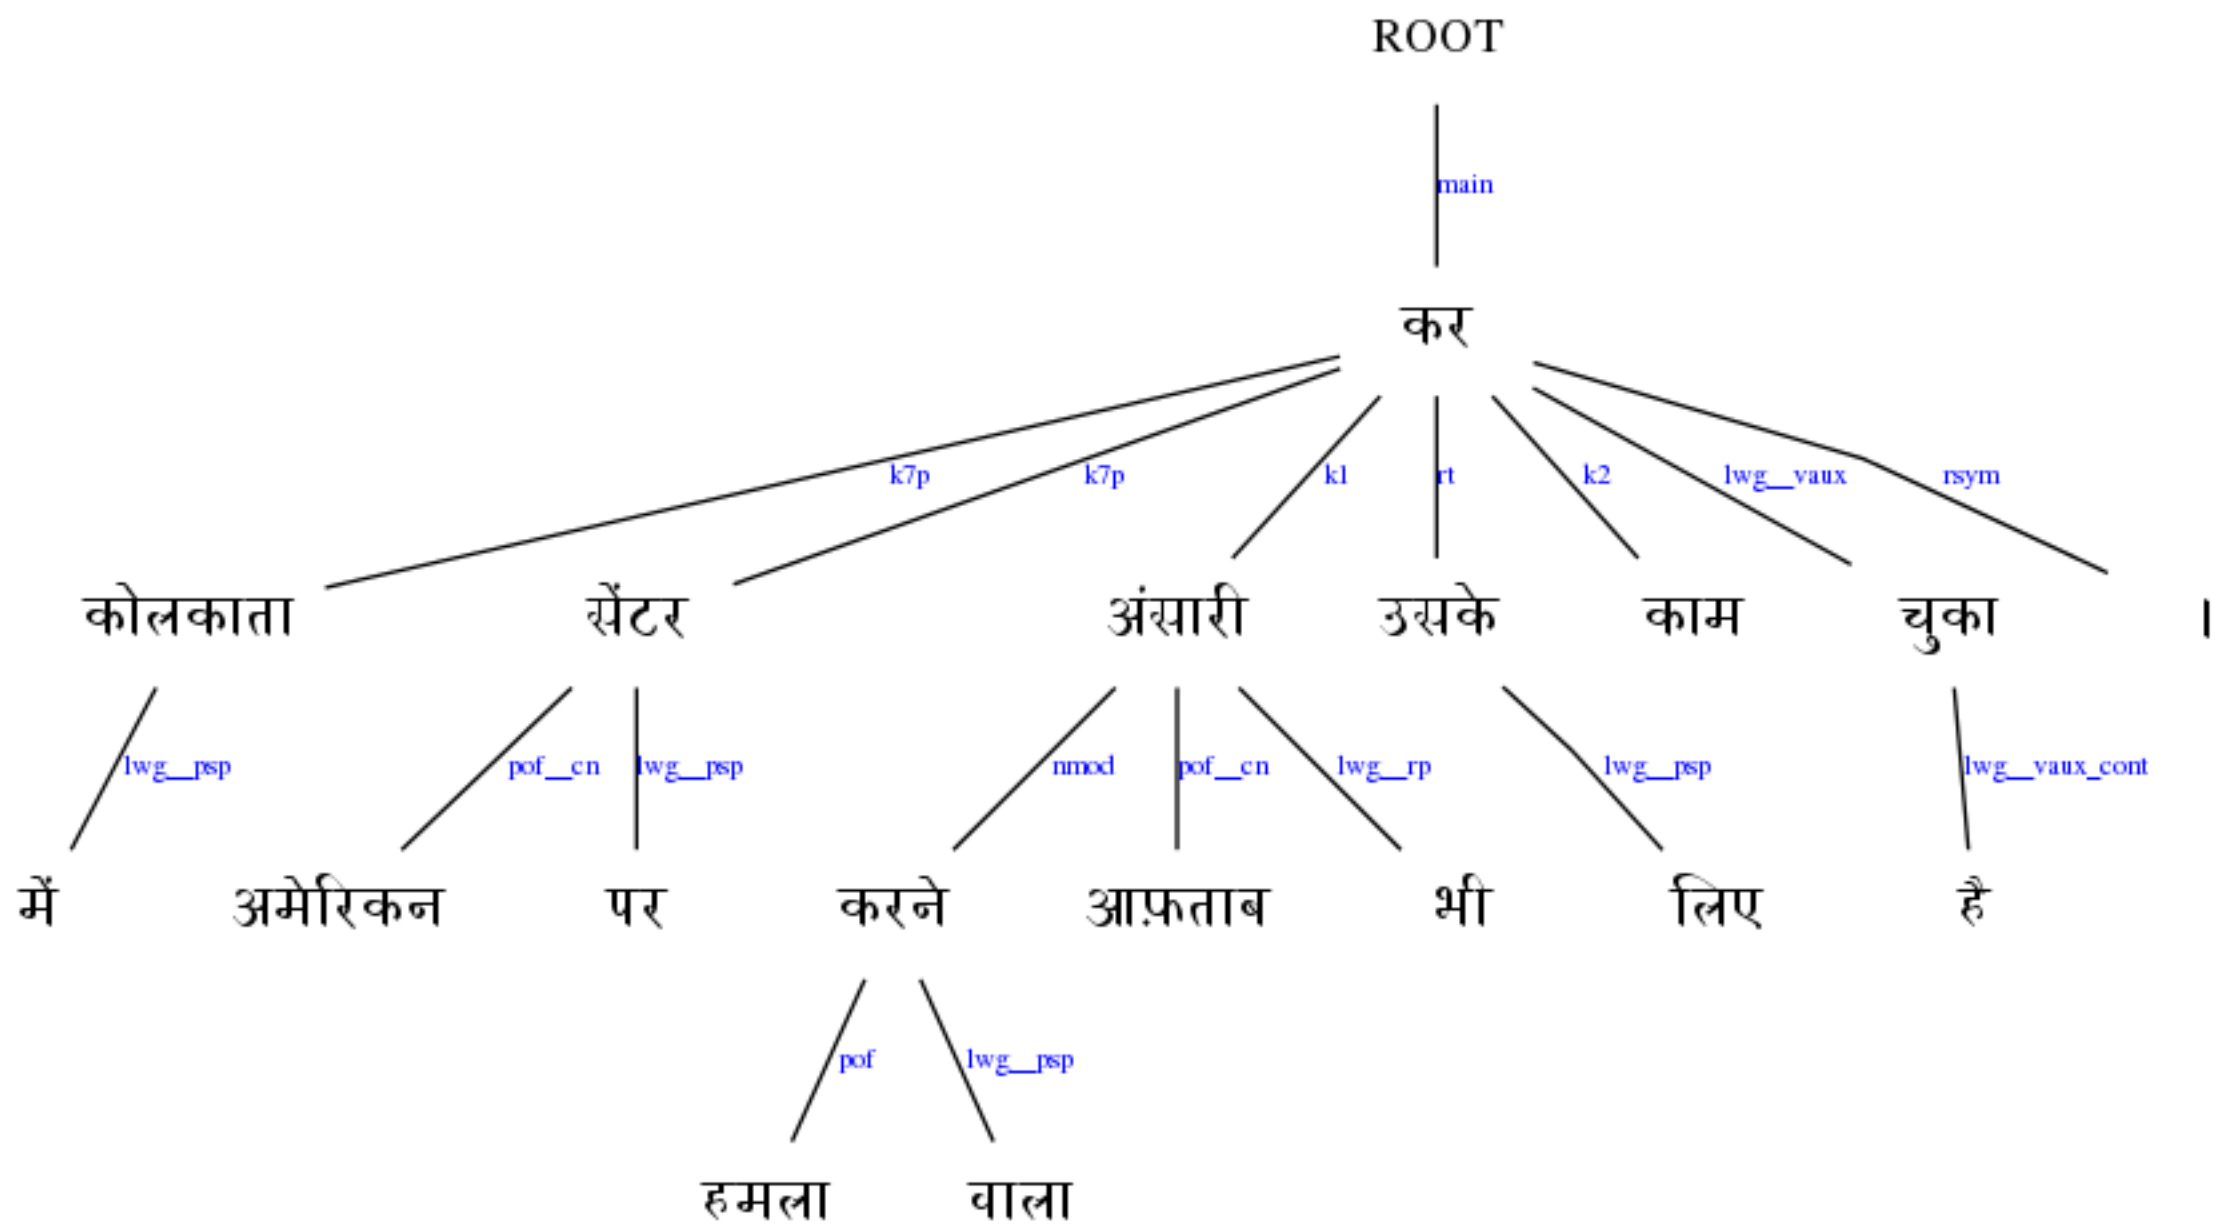 ROOT
main
कर
k7p k7p k1 rt k2 lwg__vaux rsym
कोलकाता सेंटर अंसारी उसके काम चुका ।
lwg__psp pof__cn lwg__psp nmod pof__cn lwg__rp lwg__psp lwg__vaux_cont
में अमेरिकन पर करने आफ़ताब भी लिए है
pof lwg__psp
हमला वाला